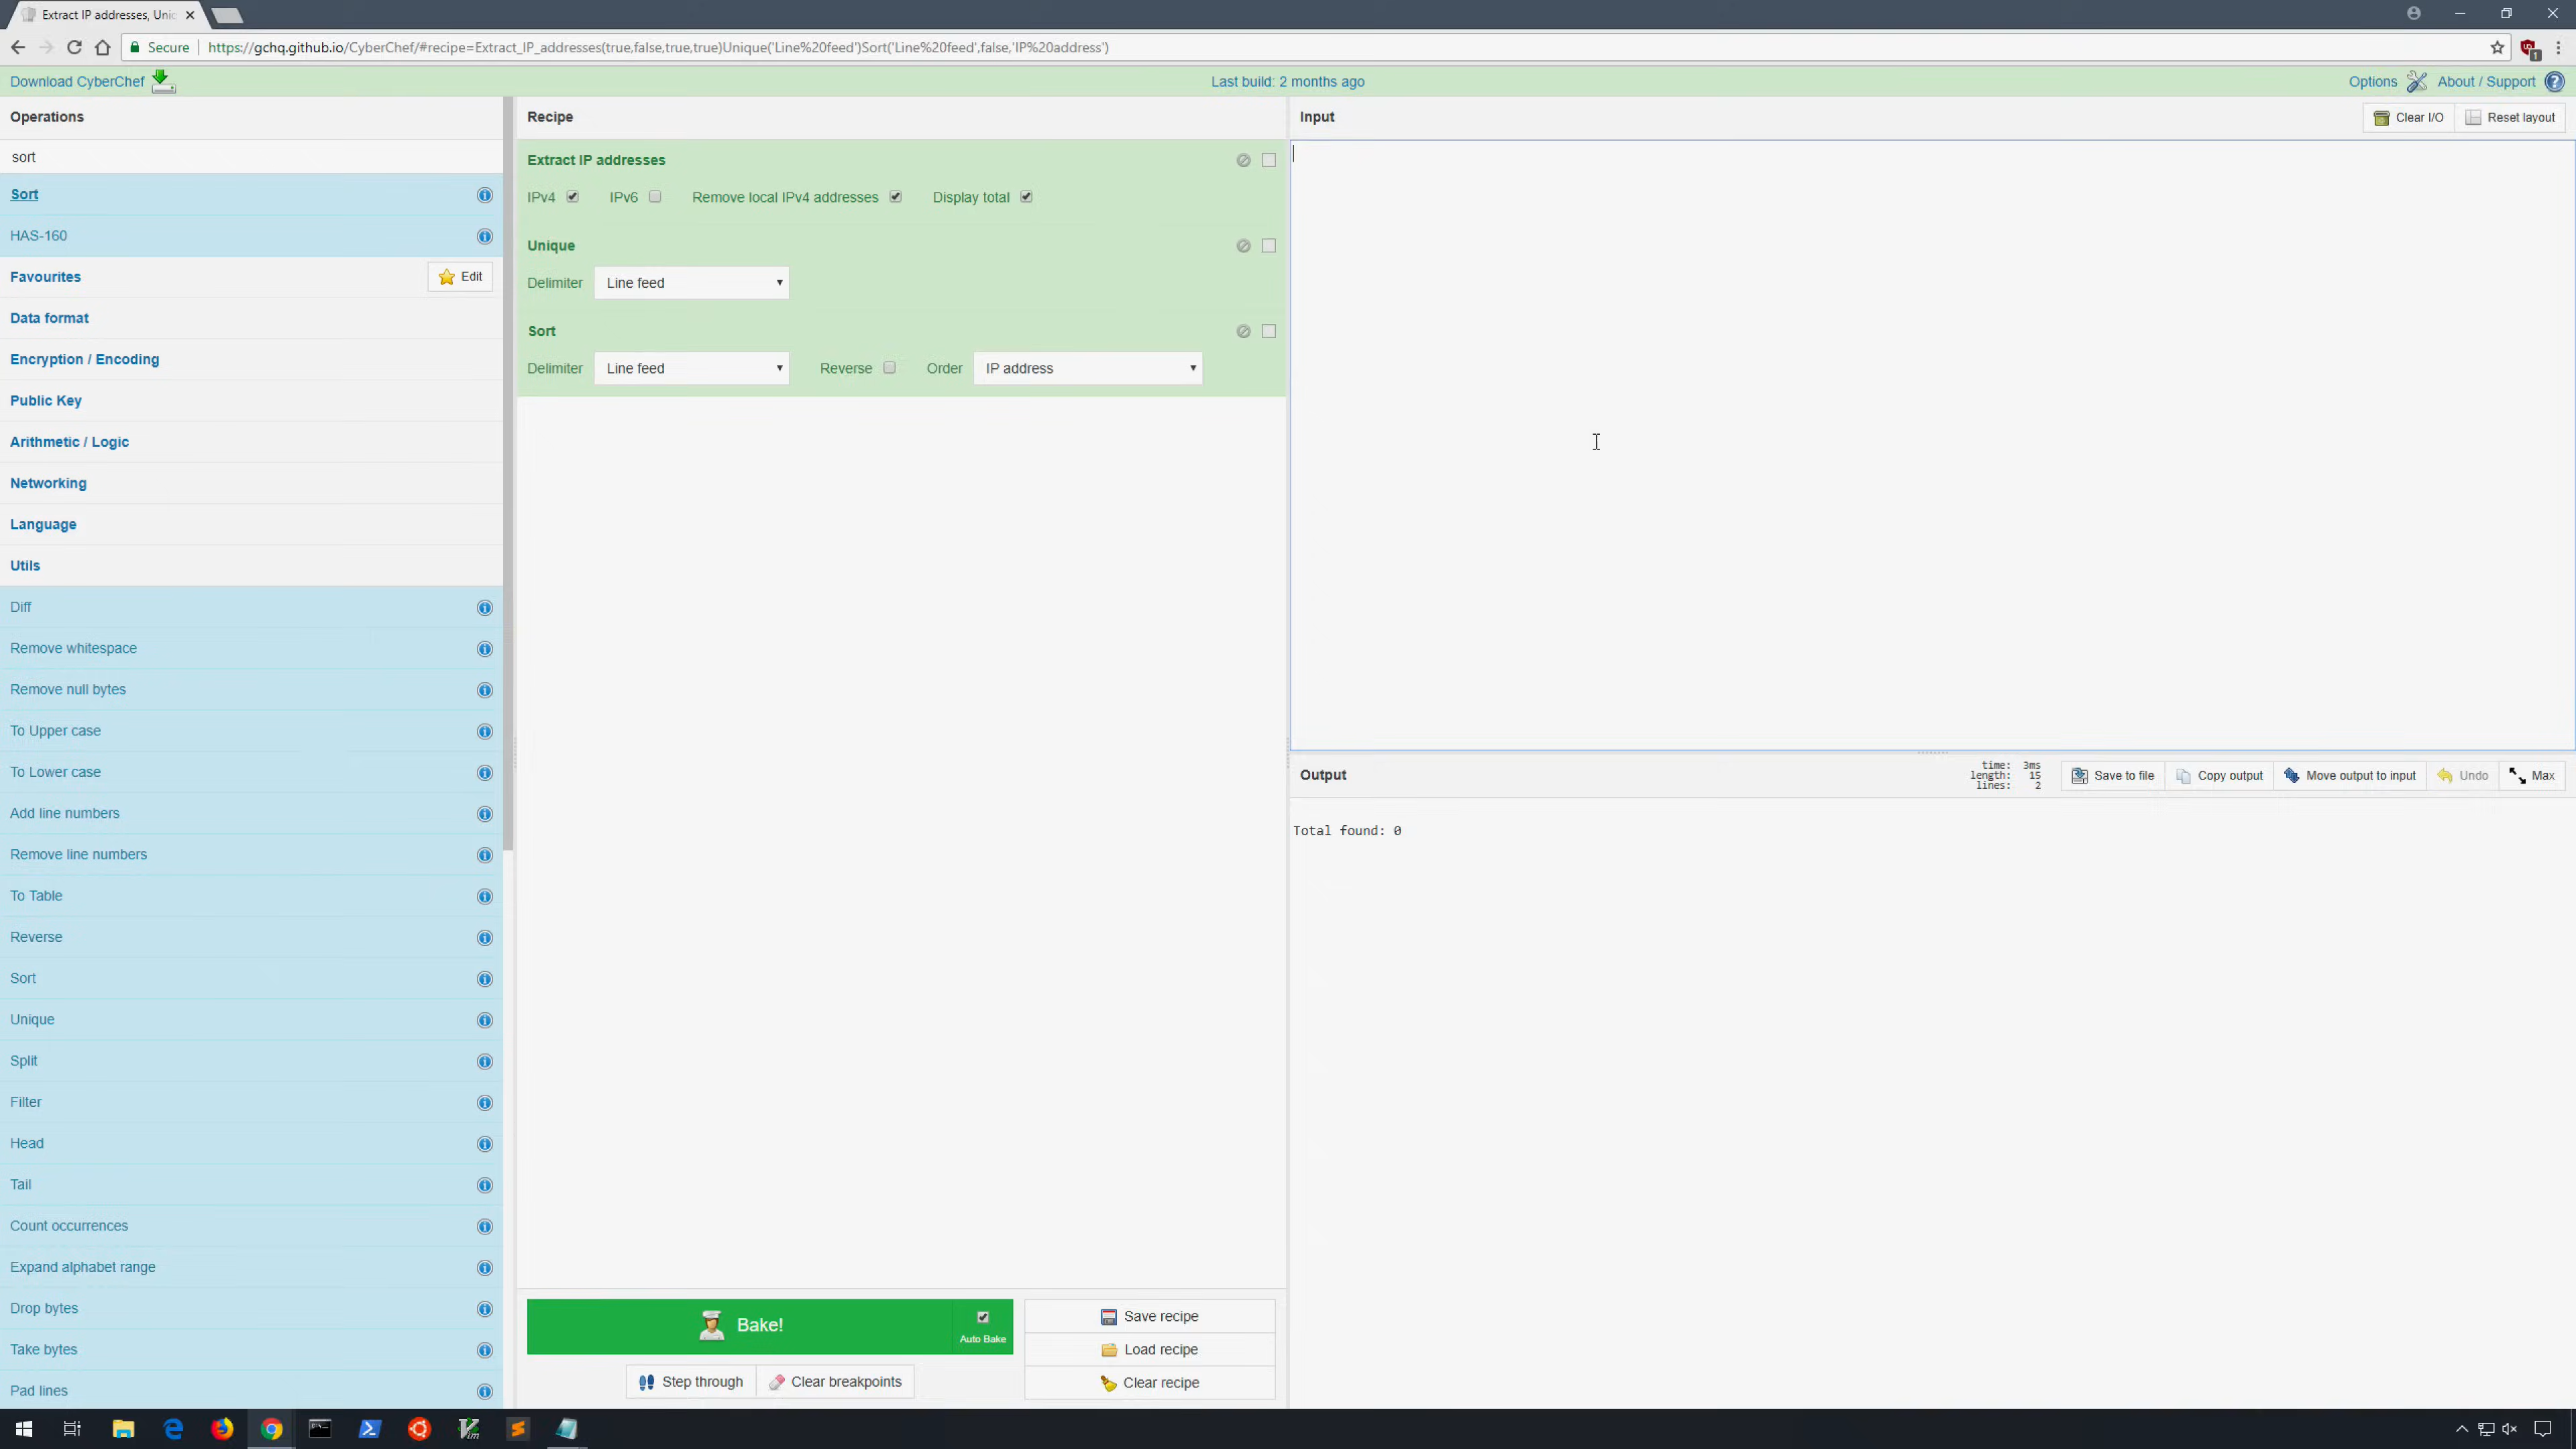 Extract IP addresses, Uni
Secure
https://gchq.github.io/CyberChef/#recipe=Extract_IP_addresses(true,false,true,true)Unique('Line%20feed')Sort('Line%20feed',false,'IP%20address')
1
Download CyberChef
Last build: 2 months ago
Options
About / Support
Operations
sort
Sort
HAS-160
Favourites
Edit
Data format
Encryption / Encoding
Public Key
Arithmetic / Logic
Networking
Language
Utils
Diff
Remove whitespace
Remove null bytes
To Upper case
To Lower case
Add line numbers
Remove line numbers
To Table
Reverse
Sort
Unique
Split
Filter
Head
Tail
Count occurrences
Expand alphabet range
Drop bytes
Take bytes
Pad lines
Recipe
Extract IP addresses
IPv4 IPv6 Remove local IPv4 addresses Display total
Unique
Delimiter Line feed
Sort
Delimiter Line feed Reverse Order IP address
Bake!
Auto Bake
Step through
Clear breakpoints
Save recipe
Load recipe
Clear recipe
Input
Clear I/O
Reset layout
Output
time: 3ms
length: 15
lines: 2
Save to file
Copy output
Move output to input
Undo
Max
Total found: 0